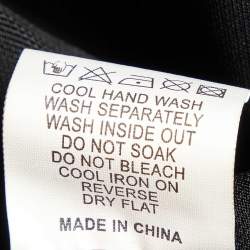 COOL HAND WASH
WASH SEPARATELY
WASH INSIDE OUT
DO NOT SOAK
DO NOT BLEACH
COOL IRON ON
REVERSE
DRY FLAT
MADE IN CHINA